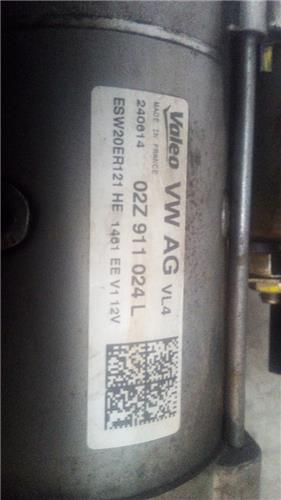 Valeo VW AG VL4
MADE IN FRANCE
240614 02Z 911 024 L
ESW20ER121 HE 1461 EE V1 12V